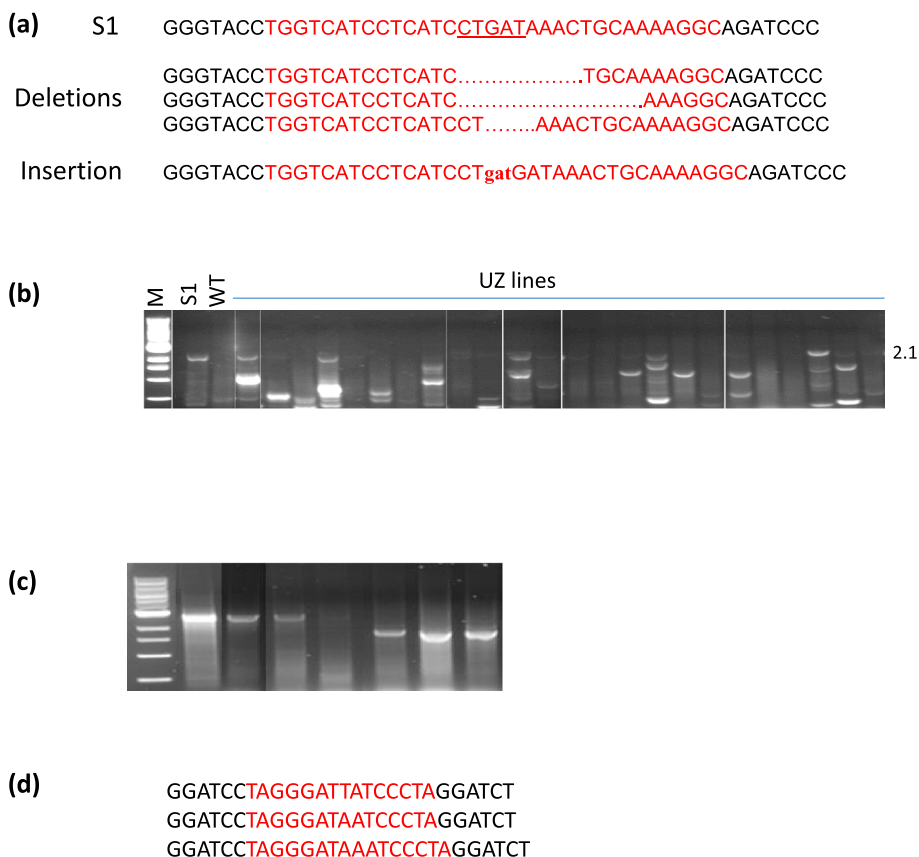 (a) S1 GGGTACCTGGTCATCCTCATCCTGATAAACTGCAAAAGGCAGATCCC
GGGTACCTGGTCATCCTCATC...................TGCAAAAGGCAGATCCC
Deletions GGGTACCTGGTCATCCTCATC............................AAAGGCAGATCCC
GGGTACCTGGTCATCCTCATCCT........AAACTGCAAAAGGCAGATCCC
Insertion GGGTACCTGGTCATCCTCATCCTgatGATAAACTGCAAAAGGCAGATCCC
(b) M S1 WT UZ lines
2.1
(c)
(d)
GGATCCTAGGGATTATCCCTAGGATCT
GGATCCTAGGGATAATCCCTAGGATCT
GGATCCTAGGGATAAATCCCTAGGATCT